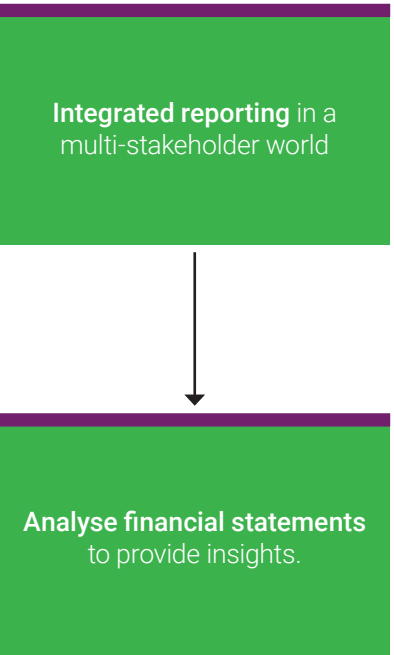 Integrated reporting in a
multi-stakeholder world
Analyse financial statements
to provide insights.